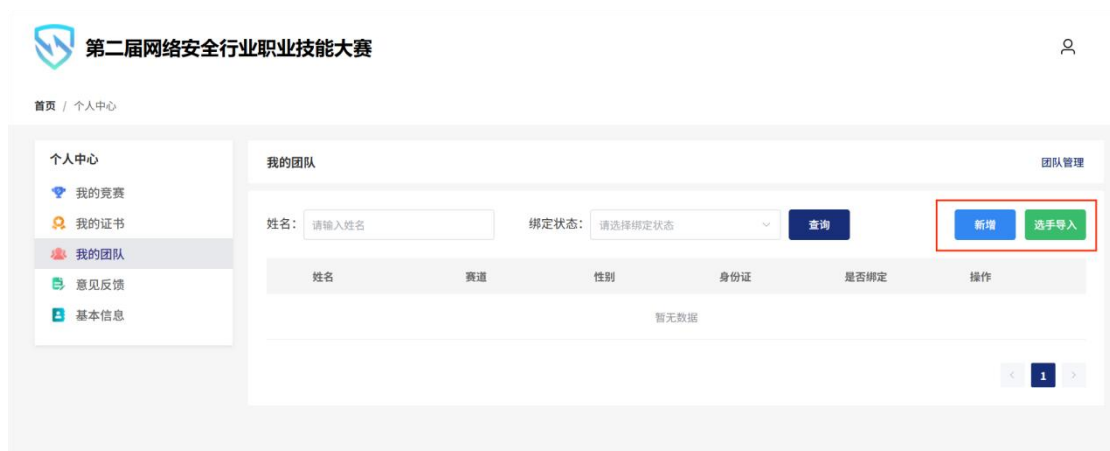 第二届网络安全行业职业技能大赛
首页 / 个人中心
个人中心
我的竞赛
我的证书
我的团队
意见反馈
基本信息
我的团队 团队管理
姓名： 请输入姓名 绑定状态： 请选择绑定状态 查询 新增 选手导入
姓名 赛道 性别 身份证 是否绑定 操作
暂无数据
< 1 >